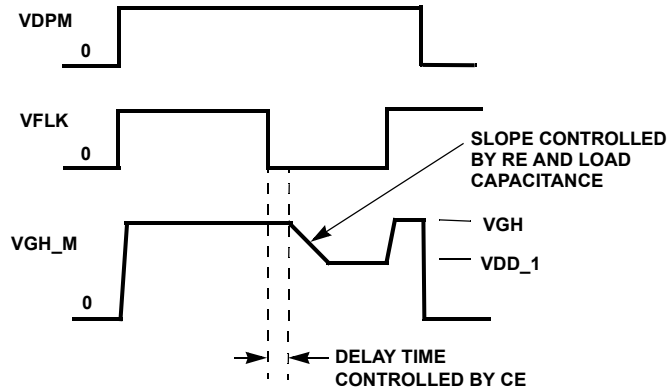 VDPM
0
VFLK
0
SLOPE CONTROLLED
BY RE AND LOAD
CAPACITANCE
VGH_M
VGH
VDD_1
0
DELAY TIME
CONTROLLED BY CE